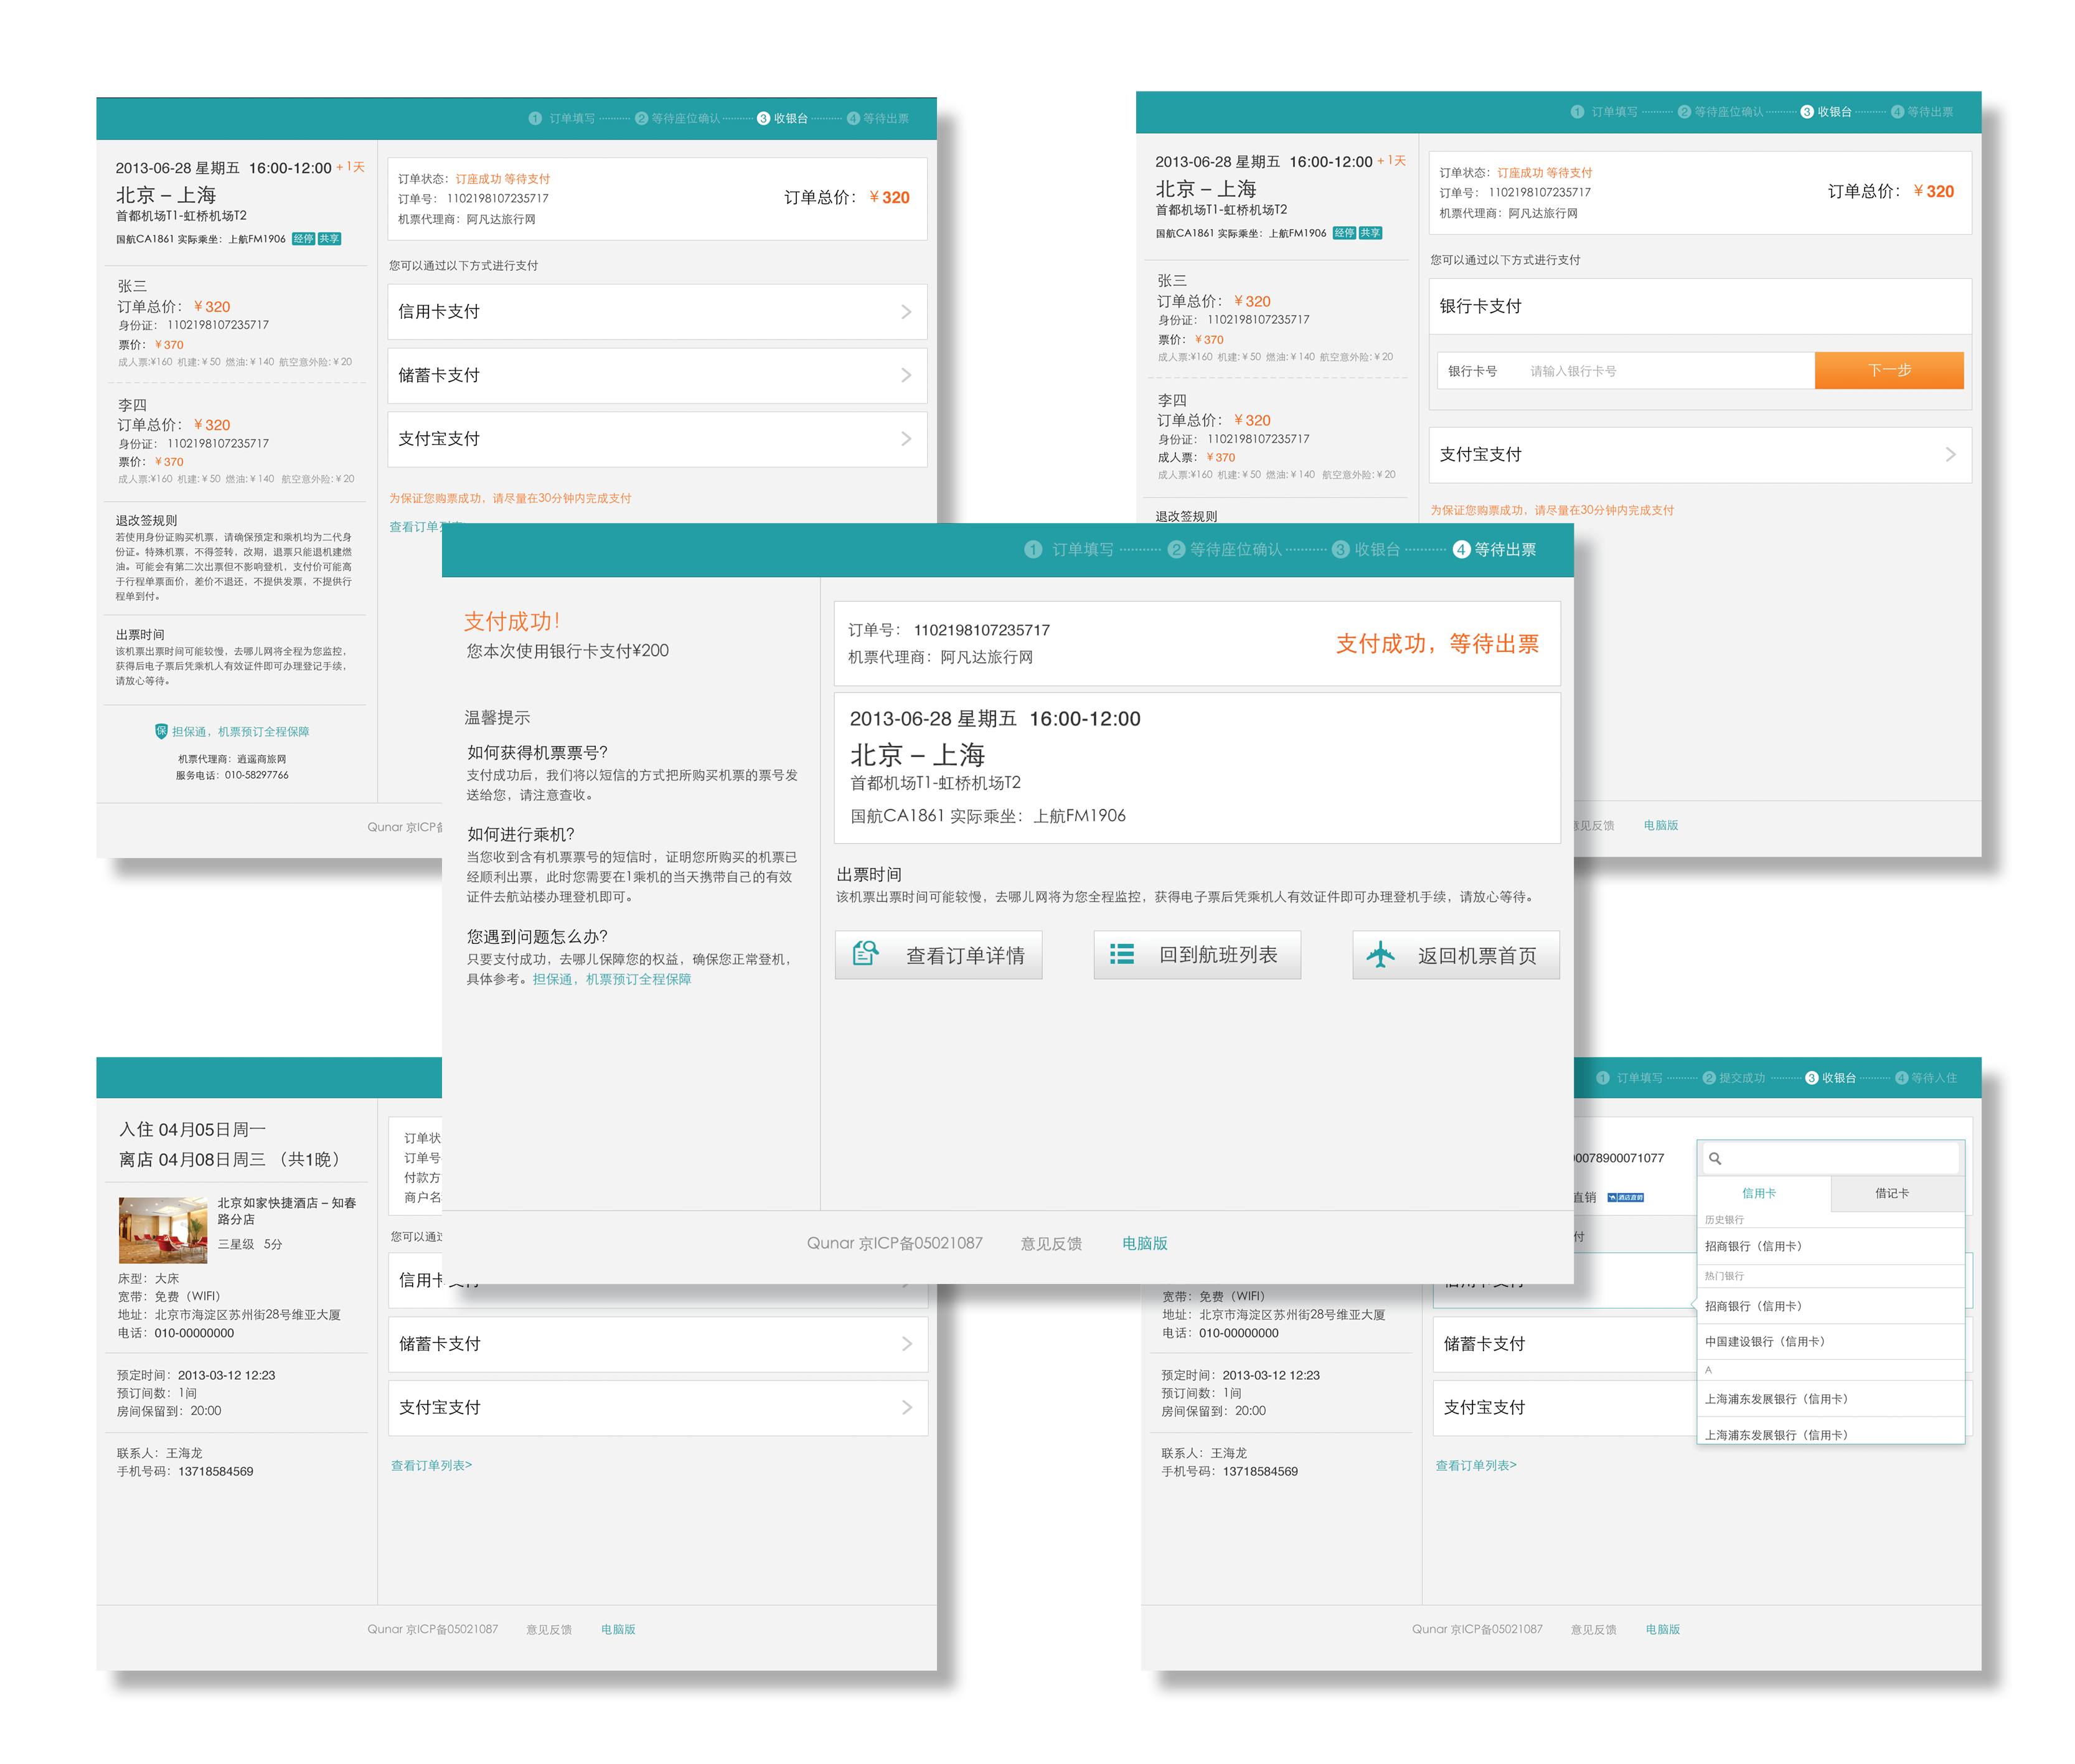 1 订单填写 2 等待座位确认 3 收银台 4 等待出票
2013-06-28 星期五 16:00-12:00 +1天
北京 – 上海
首都机场T1-虹桥机场T2
国航CA1861 实际乘坐：上航FM1906 经停 共享
张三
订单总价：¥320
身份证：1102198107235717
票价：¥370
成人票:¥160 机建:¥50 燃油:¥140 航空意外险:¥20
李四
订单总价：¥320
身份证：1102198107235717
票价：¥370
成人票:¥160 机建:¥50 燃油:¥140 航空意外险:¥20
退改签规则
若使用身份证购买机票，请确保预定和乘机均为二代身
份证。特殊机票，不得签转，改期，退票只能退机建燃
油。可能会有第二次出票但不影响登机，支付价可能高
于行程单票面价，差价不退还，不提供发票，不提供行
程单到付。
出票时间
该机票出票时间可能较慢，去哪儿网将全程为您监控，
获得后电子票后凭乘机人有效证件即可办理登记手续，
请放心等待。
保 担保通，机票预订全程保障
机票代理商：逍遥商旅网
服务电话：010-58297766
订单状态：订座成功 等待支付
订单号：1102198107235717
机票代理商：阿凡达旅行网
订单总价：¥320
您可以通过以下方式进行支付
信用卡支付
储蓄卡支付
支付宝支付
为保证您购票成功，请尽量在30分钟内完成支付
查看订单
Qunar 京ICP备
1 订单填写 2 等待座位确认 3 收银台 4 等待出票
2013-06-28 星期五 16:00-12:00 +1天
北京 – 上海
首都机场T1-虹桥机场T2
国航CA1861 实际乘坐：上航FM1906 经停 共享
张三
订单总价：¥320
身份证：1102198107235717
票价：¥370
成人票:¥160 机建:¥50 燃油:¥140 航空意外险:¥20
李四
订单总价：¥320
身份证：1102198107235717
成人票：¥370
成人票:¥160 机建:¥50 燃油:¥140 航空意外险:¥20
退改签规则
订单状态：订座成功 等待支付
订单号：1102198107235717
机票代理商：阿凡达旅行网
订单总价：¥320
您可以通过以下方式进行支付
银行卡支付
银行卡号 请输入银行卡号 下一步
支付宝支付
为保证您购票成功，请尽量在30分钟内完成支付
意见反馈 电脑版
1 订单填写 2 等待座位确认 3 收银台 4 等待出票
支付成功！
您本次使用银行卡支付¥200
温馨提示
如何获得机票票号?
支付成功后，我们将以短信的方式把所购买机票的票号发
送给您，请注意查收。
如何进行乘机?
当您收到含有机票票号的短信时，证明您所购买的机票已
经顺利出票，此时您需要在1乘机的当天携带自己的有效
证件去航站楼办理登机即可。
您遇到问题怎么办?
只要支付成功，去哪儿保障您的权益，确保您正常登机，
具体参考。担保通，机票预订全程保障
订单号：1102198107235717
机票代理商：阿凡达旅行网
支付成功，等待出票
2013-06-28 星期五 16:00-12:00
北京 – 上海
首都机场T1-虹桥机场T2
国航CA1861 实际乘坐：上航FM1906
出票时间
该机票出票时间可能较慢，去哪儿网将为您全程监控，获得电子票后凭乘机人有效证件即可办理登机手续，请放心等待。
查看订单详情 回到航班列表 返回机票首页
Qunar 京ICP备05021087 意见反馈 电脑版
入住 04月05日周一
离店 04月08日周三 （共1晚）
北京如家快捷酒店 – 知春
路分店
三星级 5分
床型：大床
宽带：免费（WIFI）
地址：北京市海淀区苏州街28号维亚大厦
电话：010-00000000
预定时间：2013-03-12 12:23
预订间数：1间
房间保留到：20:00
联系人：王海龙
手机号码：13718584569
订单状
订单号
付款方
商户名
您可以通过
信用卡支付
储蓄卡支付
支付宝支付
查看订单列表>
Qunar 京ICP备05021087 意见反馈 电脑版
1 订单填写 2 提交成功 3 收银台 4 等待入住
00078900071077
直销 酒店直销
付
信用卡支付
储蓄卡支付
支付宝支付
查看订单列表>
信用卡 借记卡
历史银行
招商银行（信用卡）
热门银行
招商银行（信用卡）
中国建设银行（信用卡）
A
上海浦东发展银行（信用卡）
上海浦东发展银行（信用卡）
宽带：免费（WIFI）
地址：北京市海淀区苏州街28号维亚大厦
电话：010-00000000
预定时间：2013-03-12 12:23
预订间数：1间
房间保留到：20:00
联系人：王海龙
手机号码：13718584569
Qunar 京ICP备05021087 意见反馈 电脑版